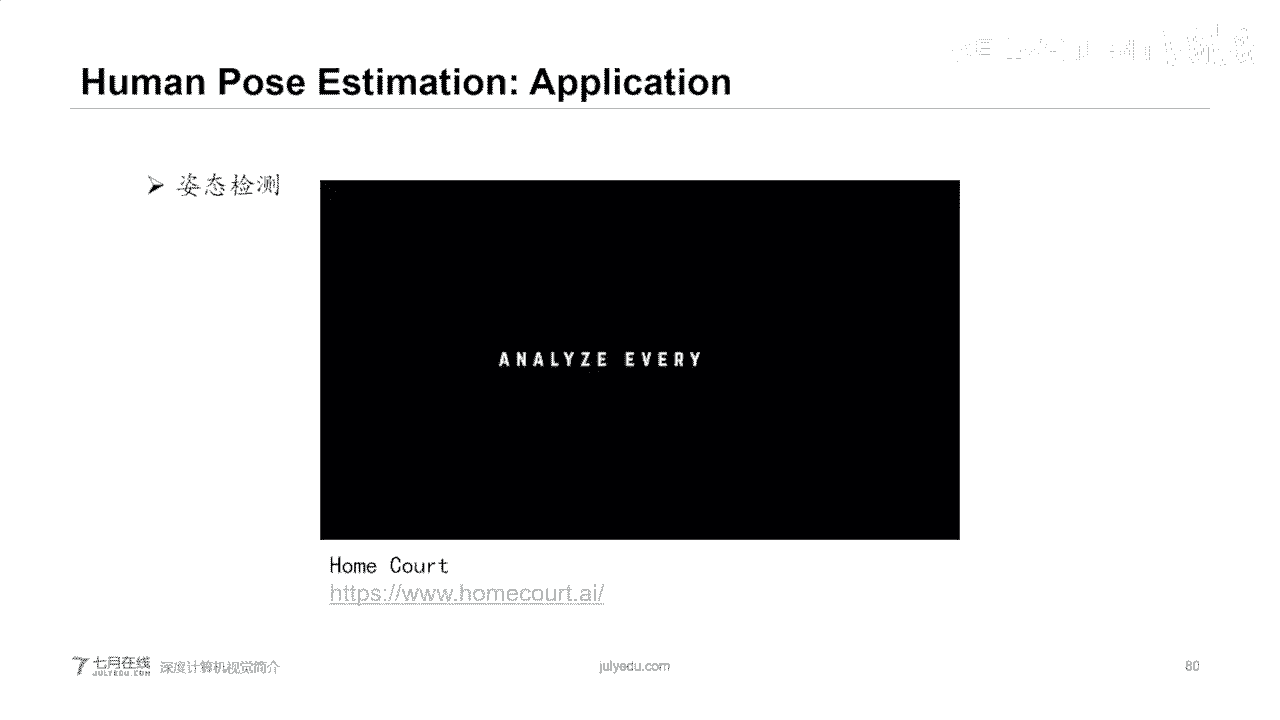 Human Pose Estimation: Application
➢ 姿态检测
ANALYZE EVERY
Home Court
https://www.homecourt.ai/
七月在线
JULYEDU.COM
深度计算机视觉简介
julyedu.com
80